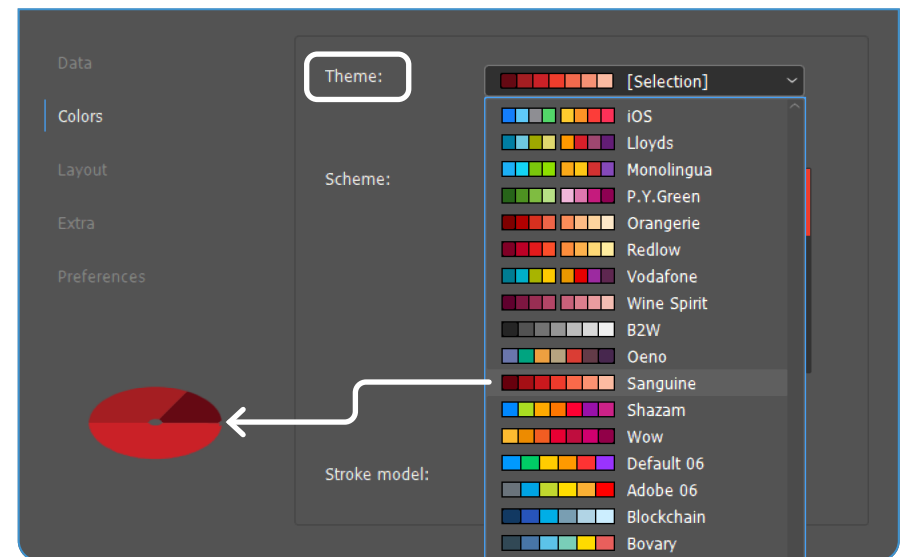 Data
Colors
Layout
Extra
Preferences
Theme:
[Selection]
Scheme:
Stroke model:
iOS
Lloyds
Monolingua
P.Y.Green
Orangerie
Redlow
Vodafone
Wine Spirit
B2W
Oeno
Sanguine
Shazam
Wow
Default 06
Adobe 06
Blockchain
Bovary